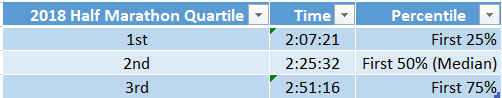 2018 Half Marathon Quartile Time Percentile
1st 2:07:21 First 25%
2nd 2:25:32 First 50% (Median)
3rd 2:51:16 First 75%